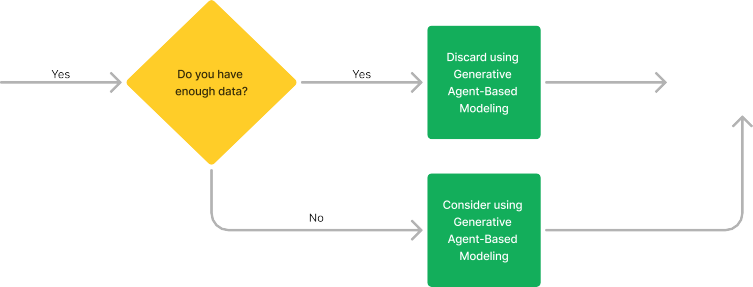 Yes
Do you have
enough data?
Yes
Discard using
Generative
Agent-Based
Modeling
No
Consider using
Generative
Agent-Based
Modeling